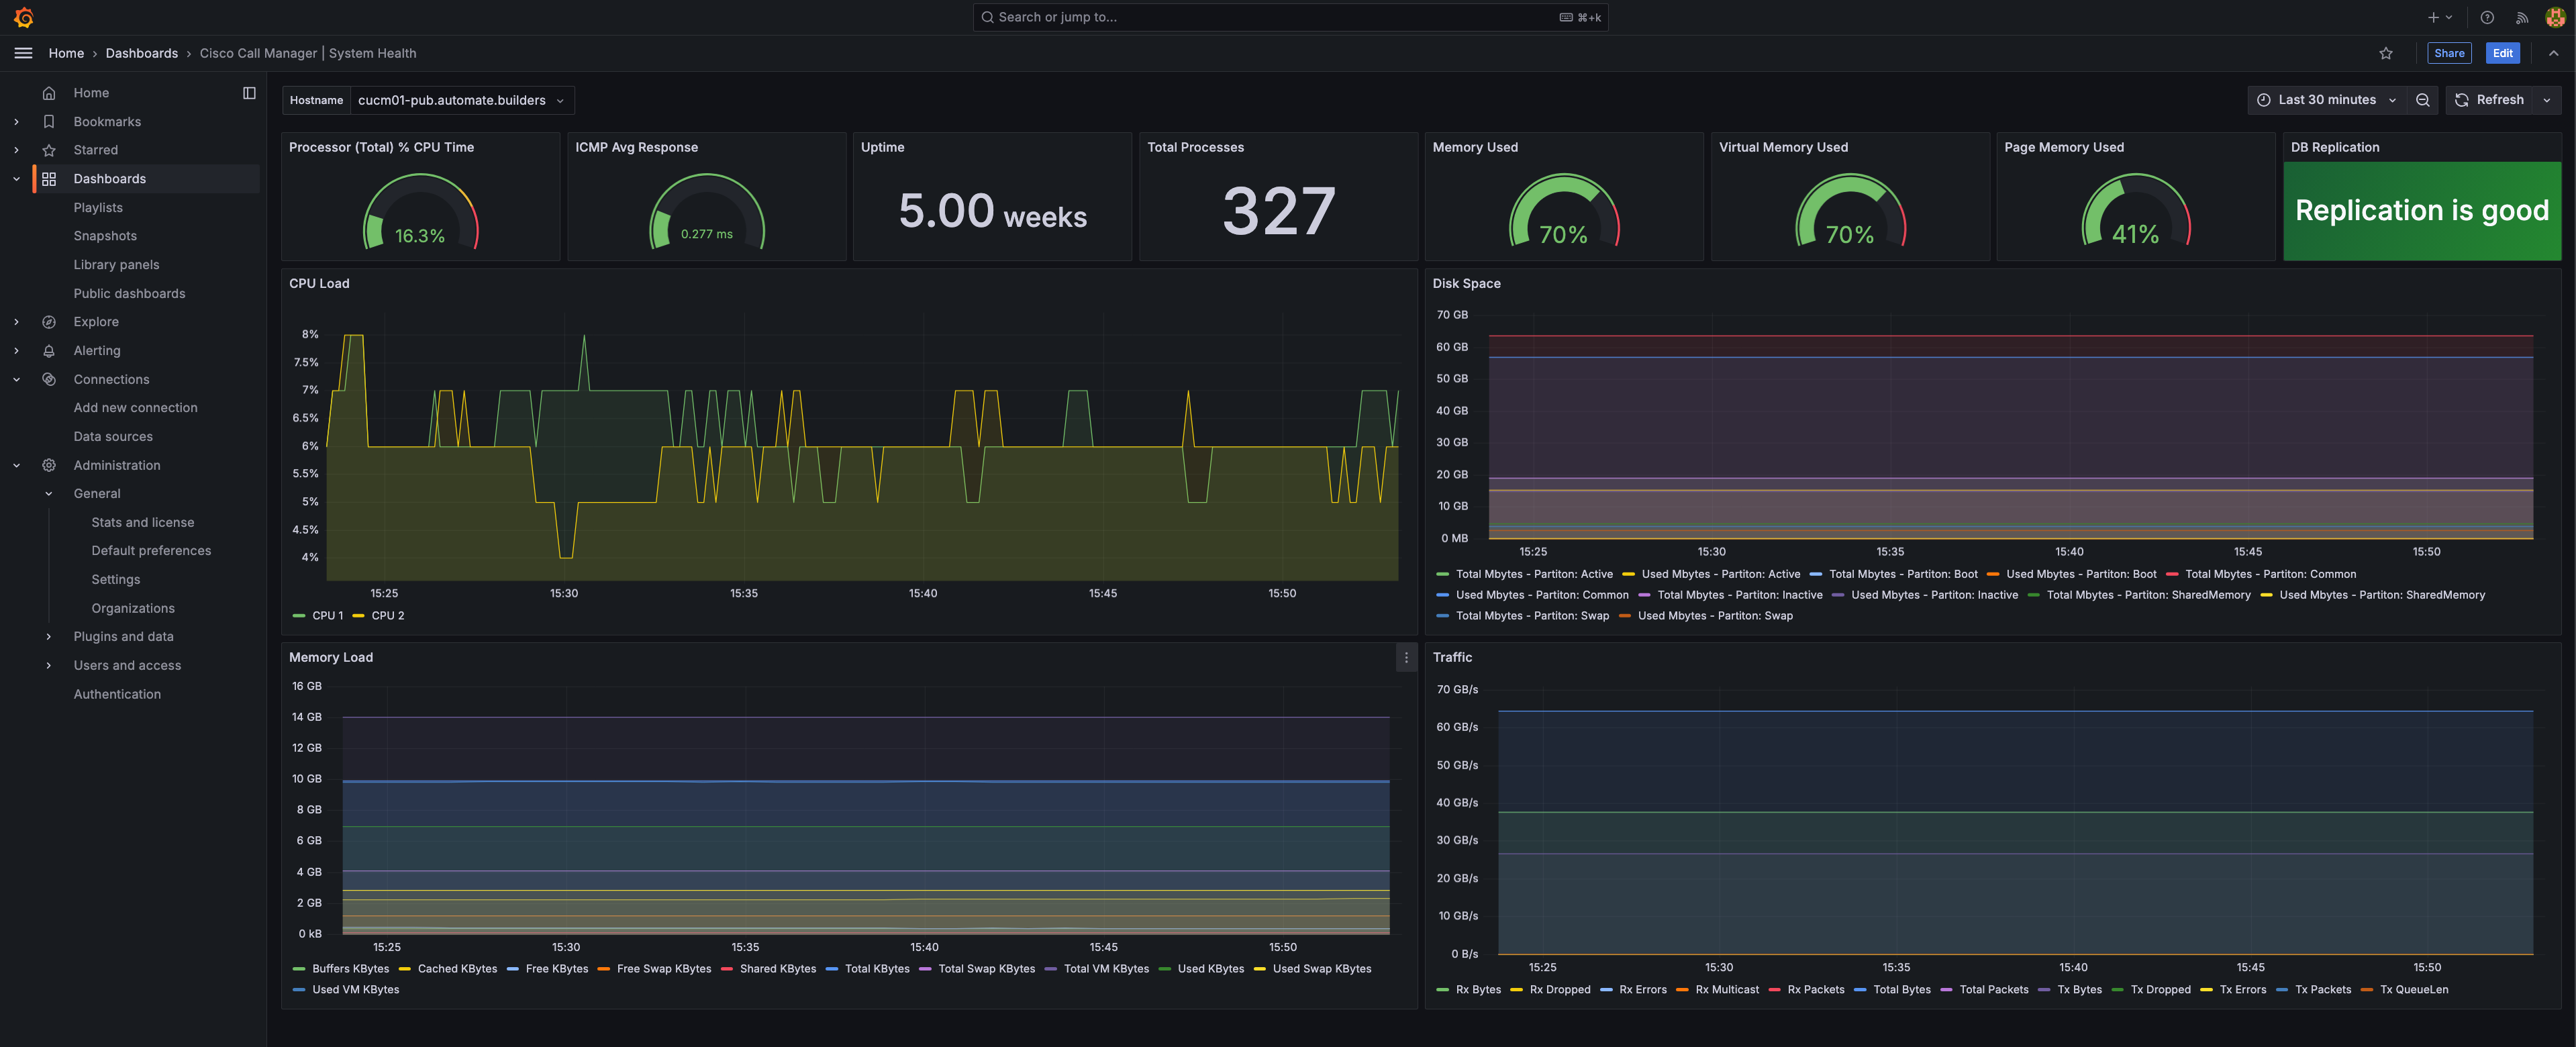 Search or jump to...
⌘+k
Home › Dashboards › Cisco Call Manager | System Health
Share
Edit
Home
Bookmarks
Starred
Dashboards
Playlists
Snapshots
Library panels
Public dashboards
Explore
Alerting
Connections
Add new connection
Data sources
Administration
General
Stats and license
Default preferences
Settings
Organizations
Plugins and data
Users and access
Authentication
Hostname cucm01-pub.automate.builders
Last 30 minutes
Refresh
Processor (Total) % CPU Time
16.3%
ICMP Avg Response
0.277 ms
Uptime
5.00 weeks
Total Processes
327
Memory Used
70%
Virtual Memory Used
70%
Page Memory Used
41%
DB Replication
Replication is good
CPU Load
8%
7.5%
7%
6.5%
6%
5.5%
5%
4.5%
4%
15:25 15:30 15:35 15:40 15:45 15:50
CPU 1 CPU 2
Disk Space
70 GB
60 GB
50 GB
40 GB
30 GB
20 GB
10 GB
0 MB
15:25 15:30 15:35 15:40 15:45 15:50
Total Mbytes - Partiton: Active Used Mbytes - Partiton: Active Total Mbytes - Partiton: Boot Used Mbytes - Partiton: Boot Total Mbytes - Partiton: Common
Used Mbytes - Partiton: Common Total Mbytes - Partiton: Inactive Used Mbytes - Partiton: Inactive Total Mbytes - Partiton: SharedMemory Used Mbytes - Partiton: SharedMemory
Total Mbytes - Partiton: Swap Used Mbytes - Partiton: Swap
Memory Load
16 GB
14 GB
12 GB
10 GB
8 GB
6 GB
4 GB
2 GB
0 kB
15:25 15:30 15:35 15:40 15:45 15:50
Buffers KBytes Cached KBytes Free KBytes Free Swap KBytes Shared KBytes Total KBytes Total Swap KBytes Total VM KBytes Used KBytes Used Swap KBytes
Used VM KBytes
Traffic
70 GB/s
60 GB/s
50 GB/s
40 GB/s
30 GB/s
20 GB/s
10 GB/s
0 B/s
15:25 15:30 15:35 15:40 15:45 15:50
Rx Bytes Rx Dropped Rx Errors Rx Multicast Rx Packets Total Bytes Total Packets Tx Bytes Tx Dropped Tx Errors Tx Packets Tx QueueLen